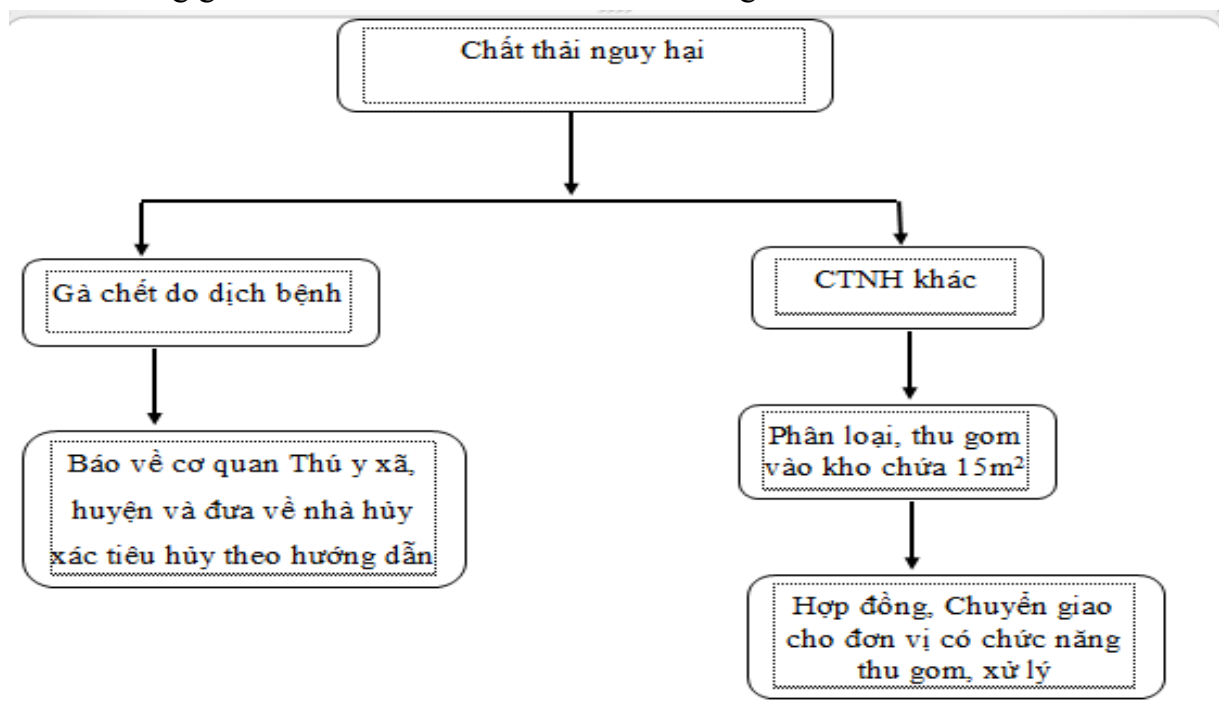 Chất thải nguy hại
Gà chết do dịch bệnh
CTNH khác
Báo về cơ quan Thú y xã,
huyện và đưa về nhà hủy
xác tiêu hủy theo hướng dẫn
Phân loại, thu gom
vào kho chứa 15m²
Hợp đồng, Chuyển giao
cho đơn vị có chức năng
thu gom, xử lý